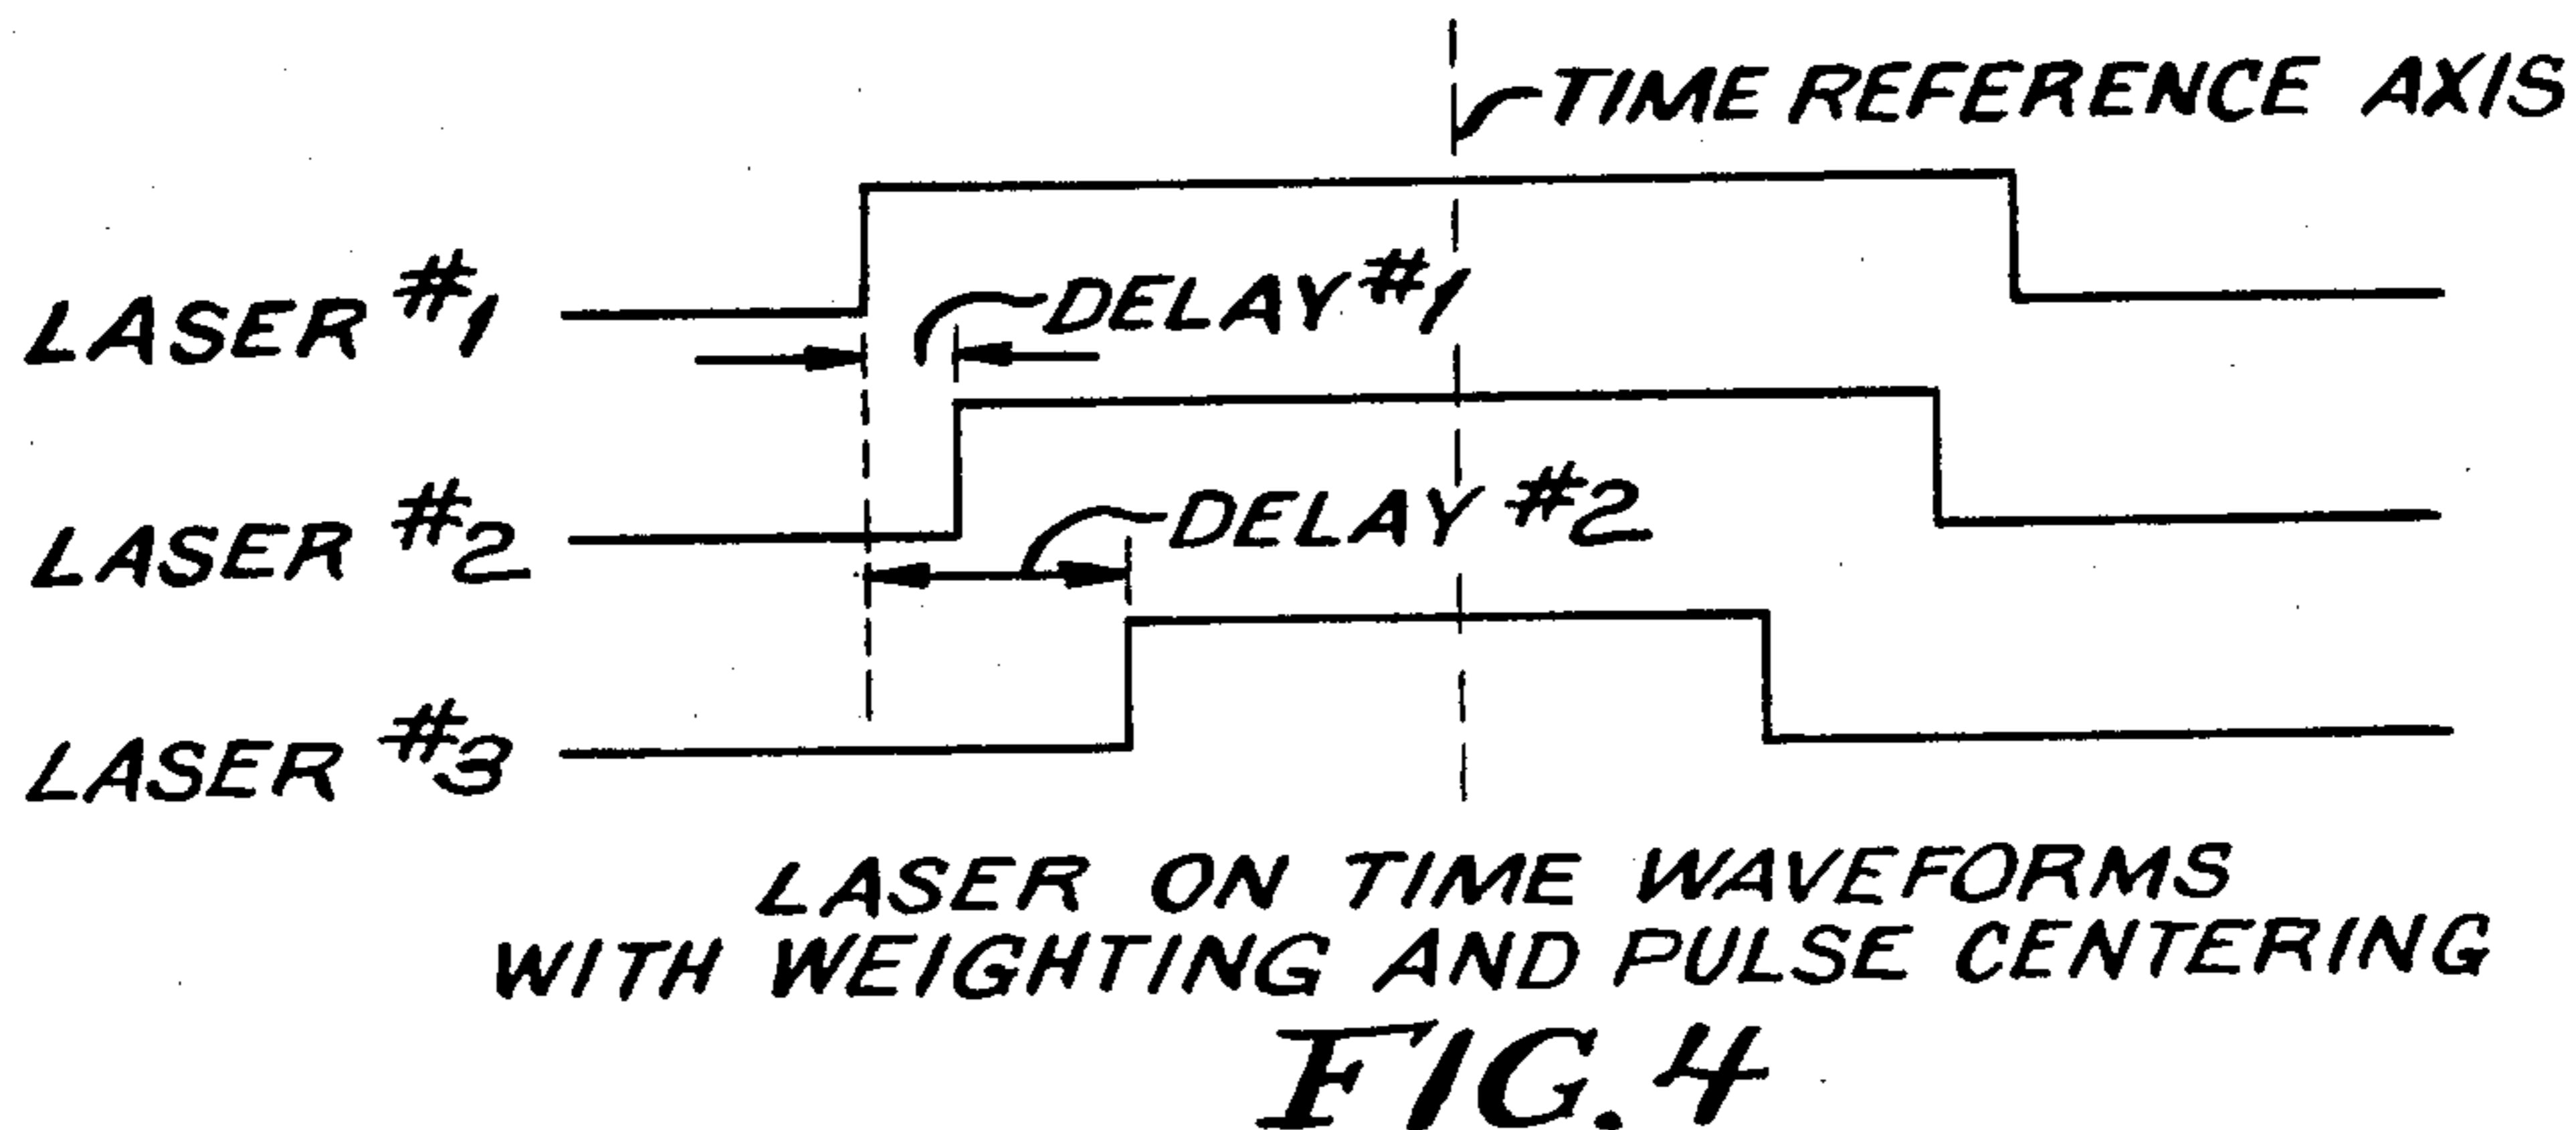 TIME REFERENCE AXIS
LASER #1
DELAY #1
LASER #2
DELAY #2
LASER #3
LASER ON TIME WAVEFORMS
WITH WEIGHTING AND PULSE CENTERING
FIG. 4